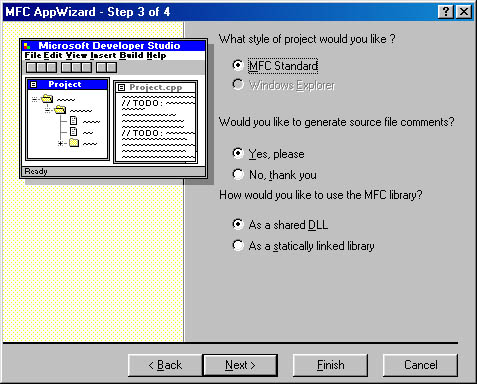 MFC AppWizard - Step 3 of 4
Microsoft Developer Studio
File Edit View Insert Build Help
Project
Project.cpp
// TODO:
// TODO:
Ready
What style of project would you like ?
MFC Standard
Windows Explorer
Would you like to generate source file comments?
Yes, please
No, thank you
How would you like to use the MFC library?
As a shared DLL
As a statically linked library
< Back
Next >
Finish
Cancel